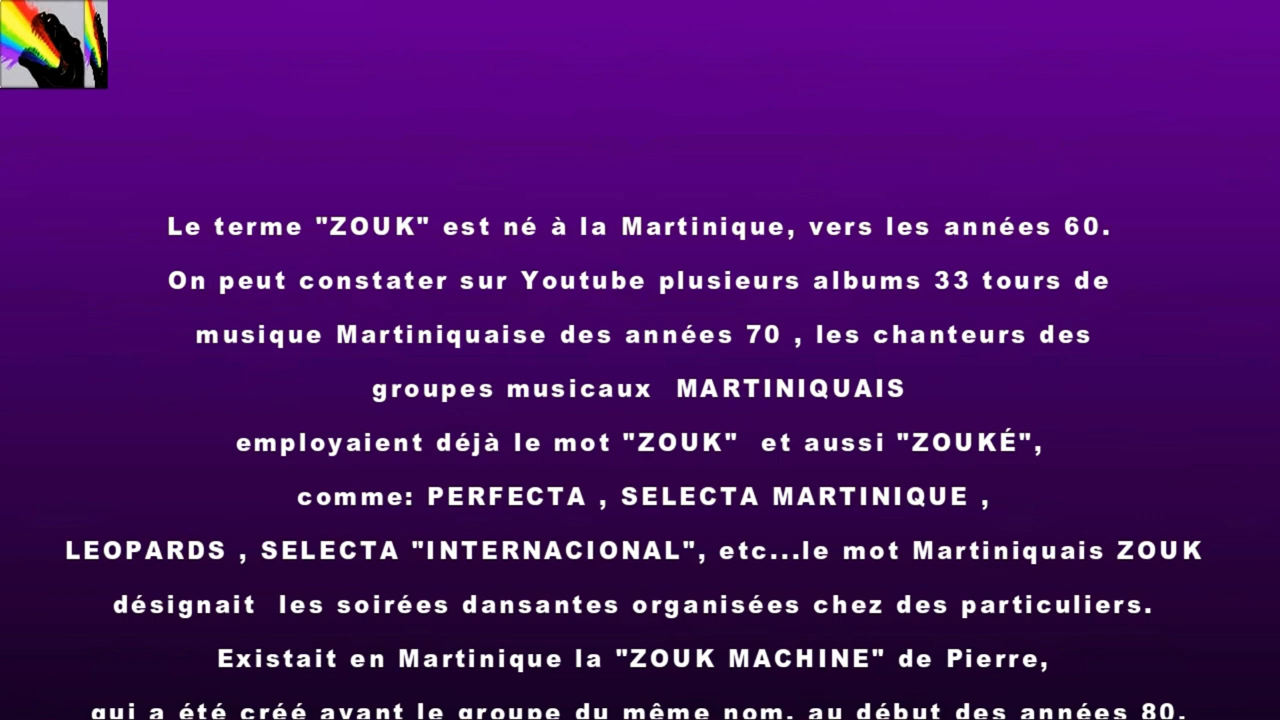 Le terme "ZOUK" est né à la Martinique, vers les années 60.
On peut constater sur Youtube plusieurs albums 33 tours de
musique Martiniquaise des années 70 , les chanteurs des
groupes musicaux  MARTINIQUAIS
employaient déjà le mot "ZOUK"  et aussi "ZOUKÉ",
comme: PERFECTA , SELECTA MARTINIQUE ,
LEOPARDS , SELECTA "INTERNACIONAL", etc...le mot Martiniquais ZOUK
désignait  les soirées dansantes organisées chez des particuliers.
Existait en Martinique la "ZOUK MACHINE" de Pierre,
qui a été créé avant le groupe du même nom, au début des années 80.